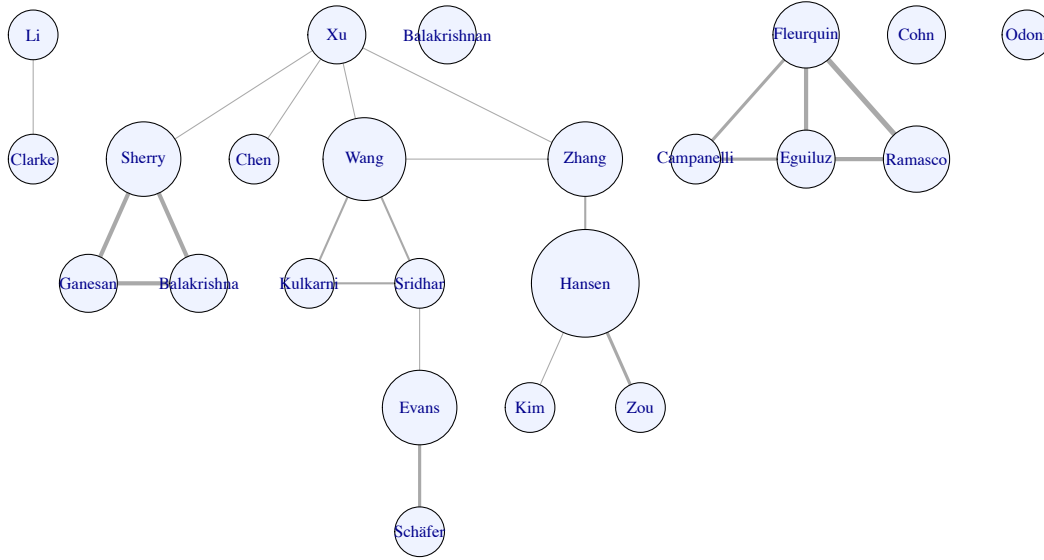 Li
Xu
Balakrishnan
Fleurquin
Cohn
Odoni
Clarke
Sherry
Chen
Wang
Zhang
Campanelli
Eguiluz
Ramasco
Ganesan
Balakrishna
Kulkarni
Sridhar
Hansen
Evans
Kim
Zou
Schäfer